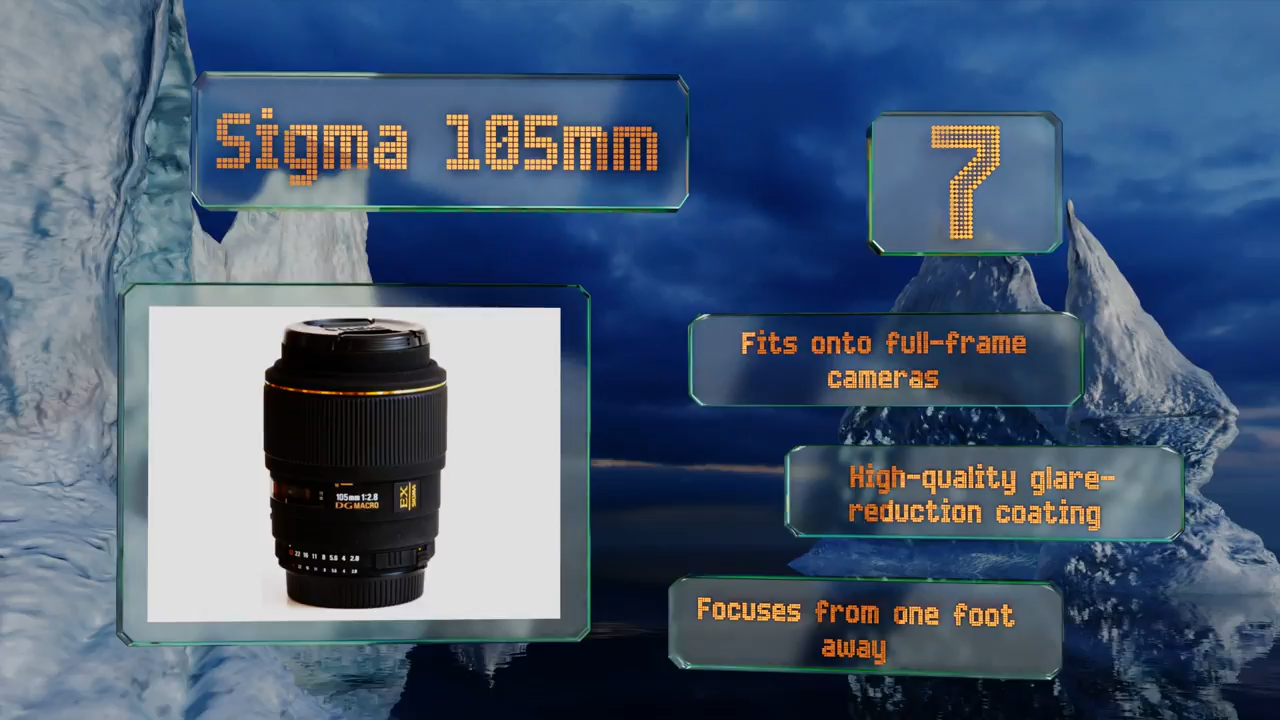 Sigma 105mm
7
Fits onto full-frame
cameras
High-quality glare-
reduction coating
Focuses from one foot
away
105mm 1:2.8
DG MACRO
EX
SIGMA
22 16 11 8 5.6 4 2.8